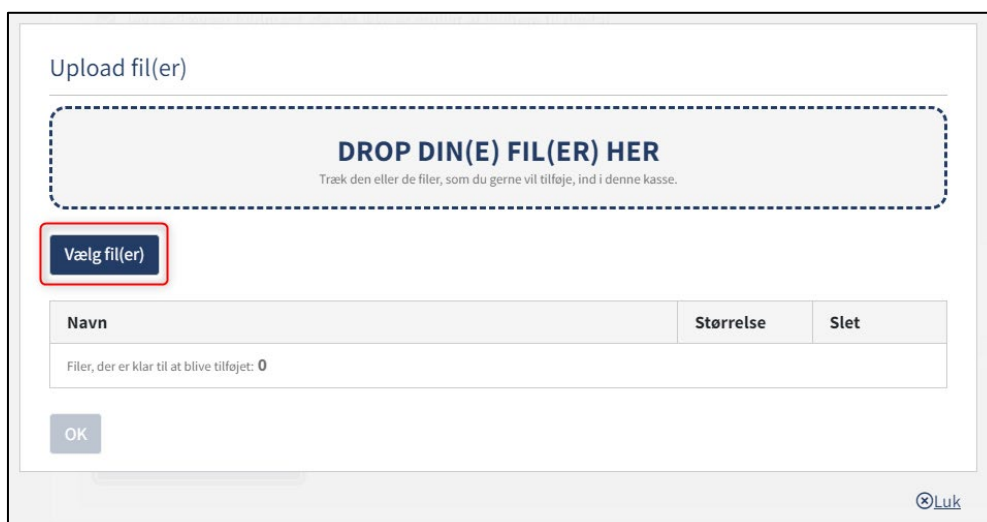 Upload fil(er)
DROP DIN(E) FIL(ER) HER
Træk den eller de filer, som du gerne vil tilføje, ind i denne kasse.
Vælg fil(er)
Navn Størrelse Slet
Filer, der er klar til at blive tilføjet: 0
OK
Luk